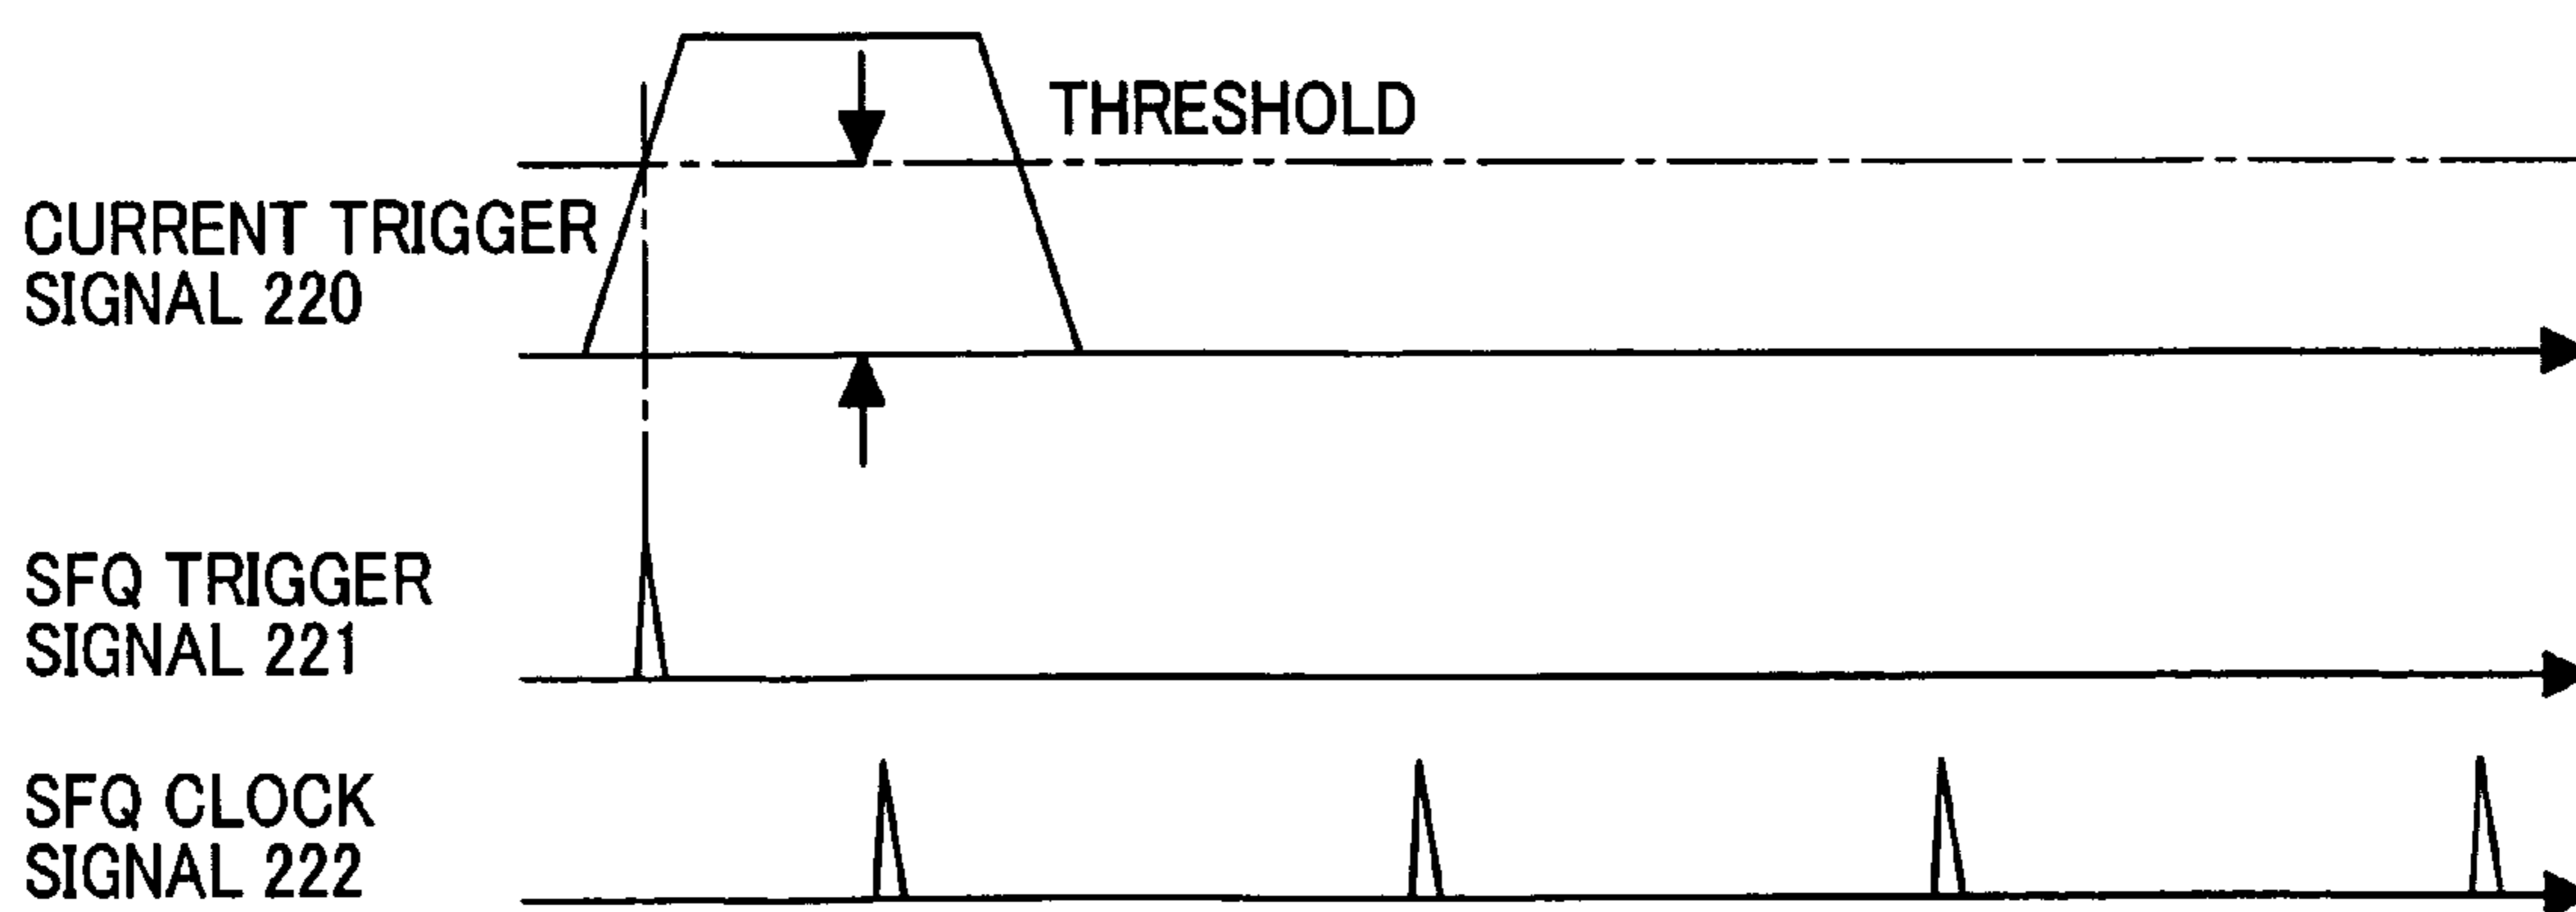 THRESHOLD
CURRENT TRIGGER
SIGNAL 220
SFQ TRIGGER
SIGNAL 221
SFQ CLOCK
SIGNAL 222